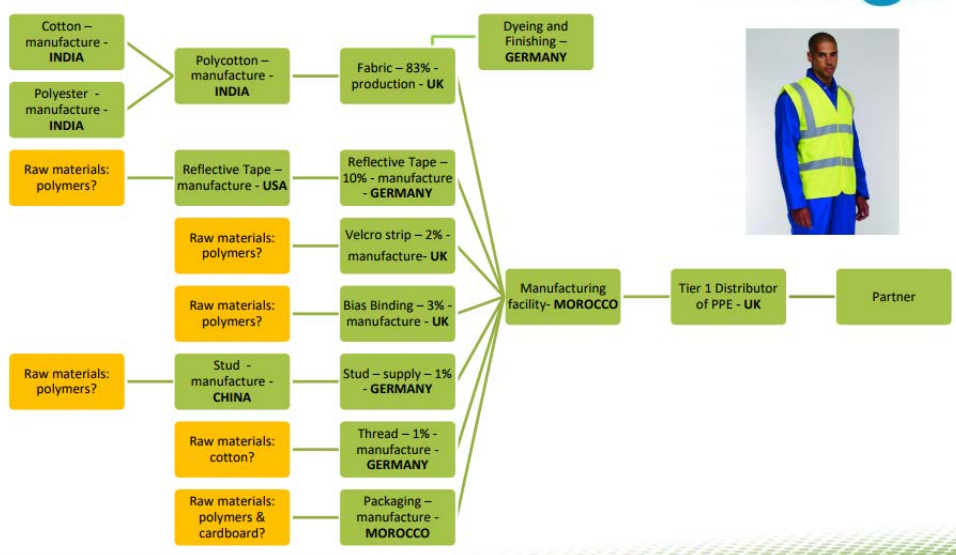 Cotton –
manufacture -
INDIA
Polyester -
manufacture -
INDIA
Polycotton –
manufacture -
INDIA
Fabric – 83% -
production - UK
Dyeing and
Finishing –
GERMANY
Raw materials:
polymers?
Reflective Tape –
manufacture - USA
Reflective Tape –
10% - manufacture
- GERMANY
Raw materials:
polymers?
Velcro strip – 2% -
manufacture- UK
Raw materials:
polymers?
Bias Binding – 3% -
manufacture - UK
Manufacturing
facility- MOROCCO
Tier 1 Distributor
of PPE - UK
Partner
Raw materials:
polymers?
Stud -
manufacture -
CHINA
Stud – supply – 1%
- GERMANY
Raw materials:
cotton?
Thread – 1% -
manufacture -
GERMANY
Raw materials:
polymers &
cardboard?
Packaging –
manufacture -
MOROCCO